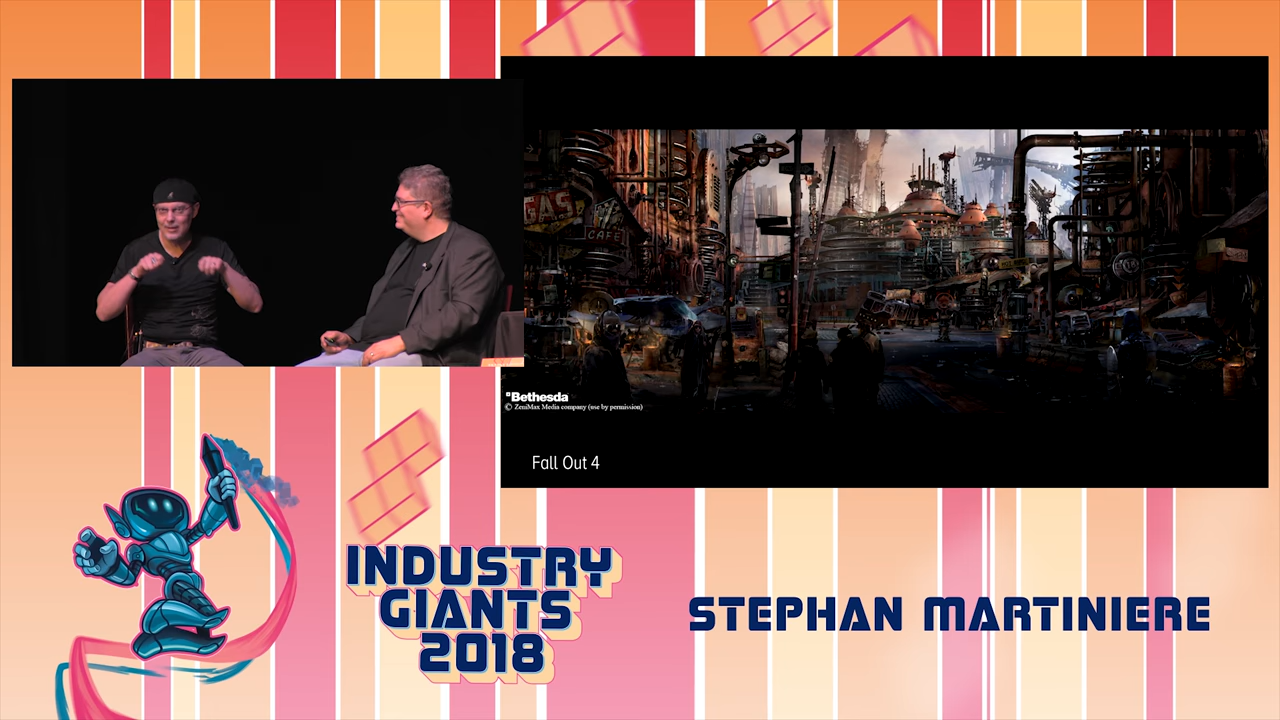 GAS
CAFE
Bethesda
© ZeniMax Media company (use by permission)
Fall Out 4
INDUSTRY
GIANTS
2018
STEPHAN MARTINIERE